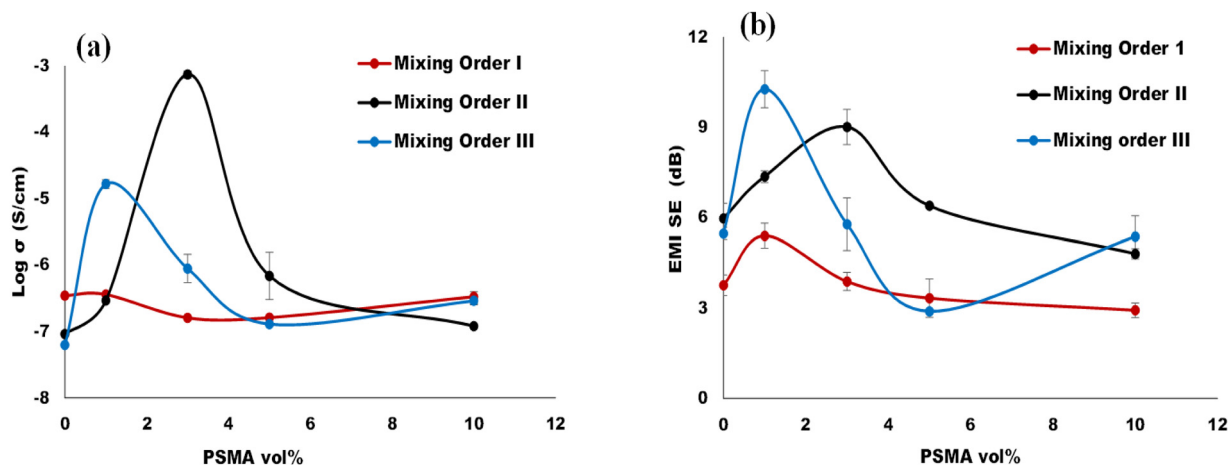 (a)
-3
-4
-5
-6
-7
-8
Log σ (S/cm)
0 2 4 6 8 10 12
PSMA vol%
Mixing Order I
Mixing Order II
Mixing Order III
(b)
12
9
6
3
0
EMI SE (dB)
0 2 4 6 8 10 12
PSMA vol%
Mixing Order 1
Mixing Order II
Mixing order III